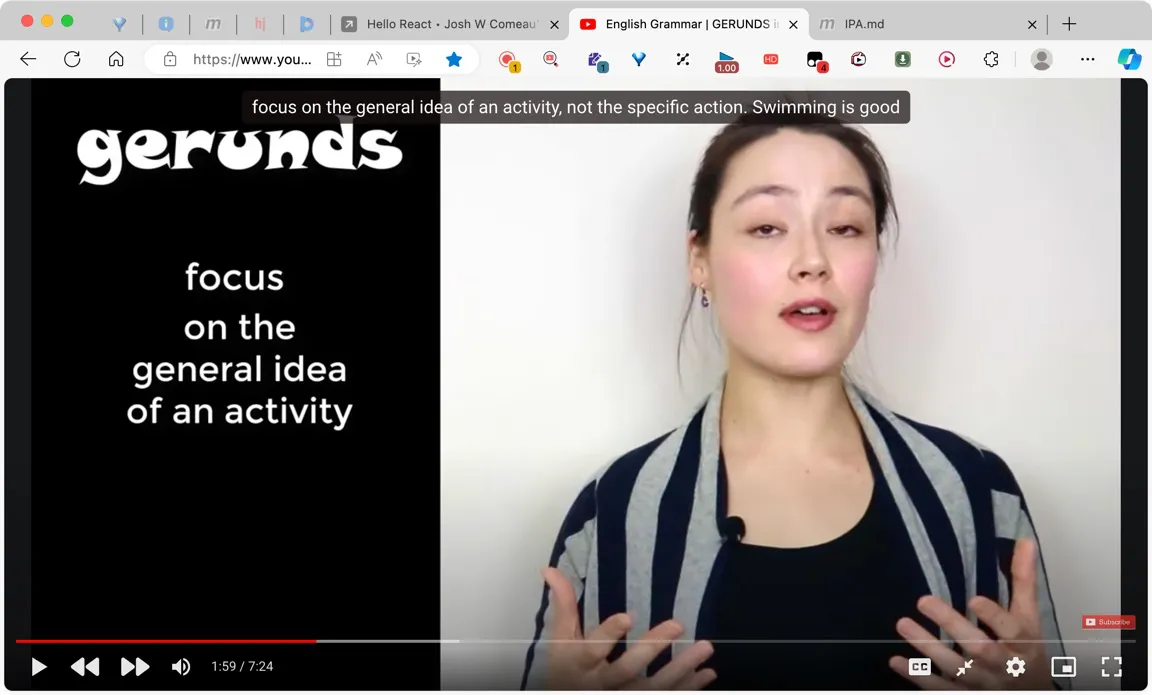 Hello React • Josh W Comeau
English Grammar | GERUNDS i
IPA.md
https://www.you...
1
1
1.00
HD
4
focus on the general idea of an activity, not the specific action. Swimming is good
gerunds
focus
on the
general idea
of an activity
Subscribe
1:59 / 7:24
CC